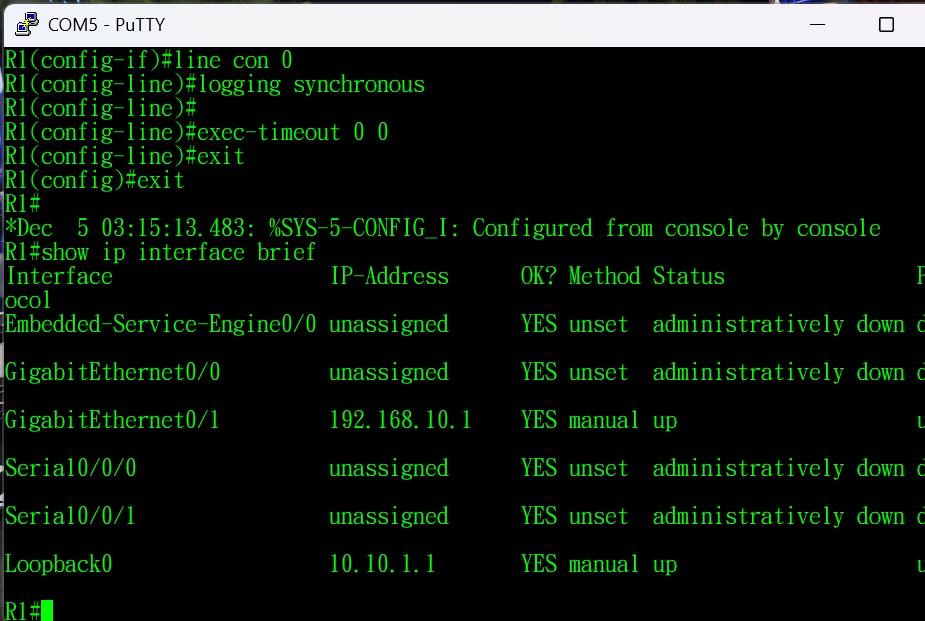 COM5 - PuTTY
R1(config-if)#line con 0
R1(config-line)#logging synchronous
R1(config-line)#
R1(config-line)#exec-timeout 0 0
R1(config-line)#exit
R1(config)#exit
R1#
*Dec  5 03:15:13.483: %SYS-5-CONFIG_I: Configured from console by console
R1#show ip interface brief
Interface                  IP-Address      OK? Method Status                P
ocol
Embedded-Service-Engine0/0 unassigned      YES unset  administratively down d
GigabitEthernet0/0         unassigned      YES unset  administratively down d
GigabitEthernet0/1         192.168.10.1    YES manual up                    u
Serial0/0/0                unassigned      YES unset  administratively down d
Serial0/0/1                unassigned      YES unset  administratively down d
Loopback0                  10.10.1.1       YES manual up                    u
R1#